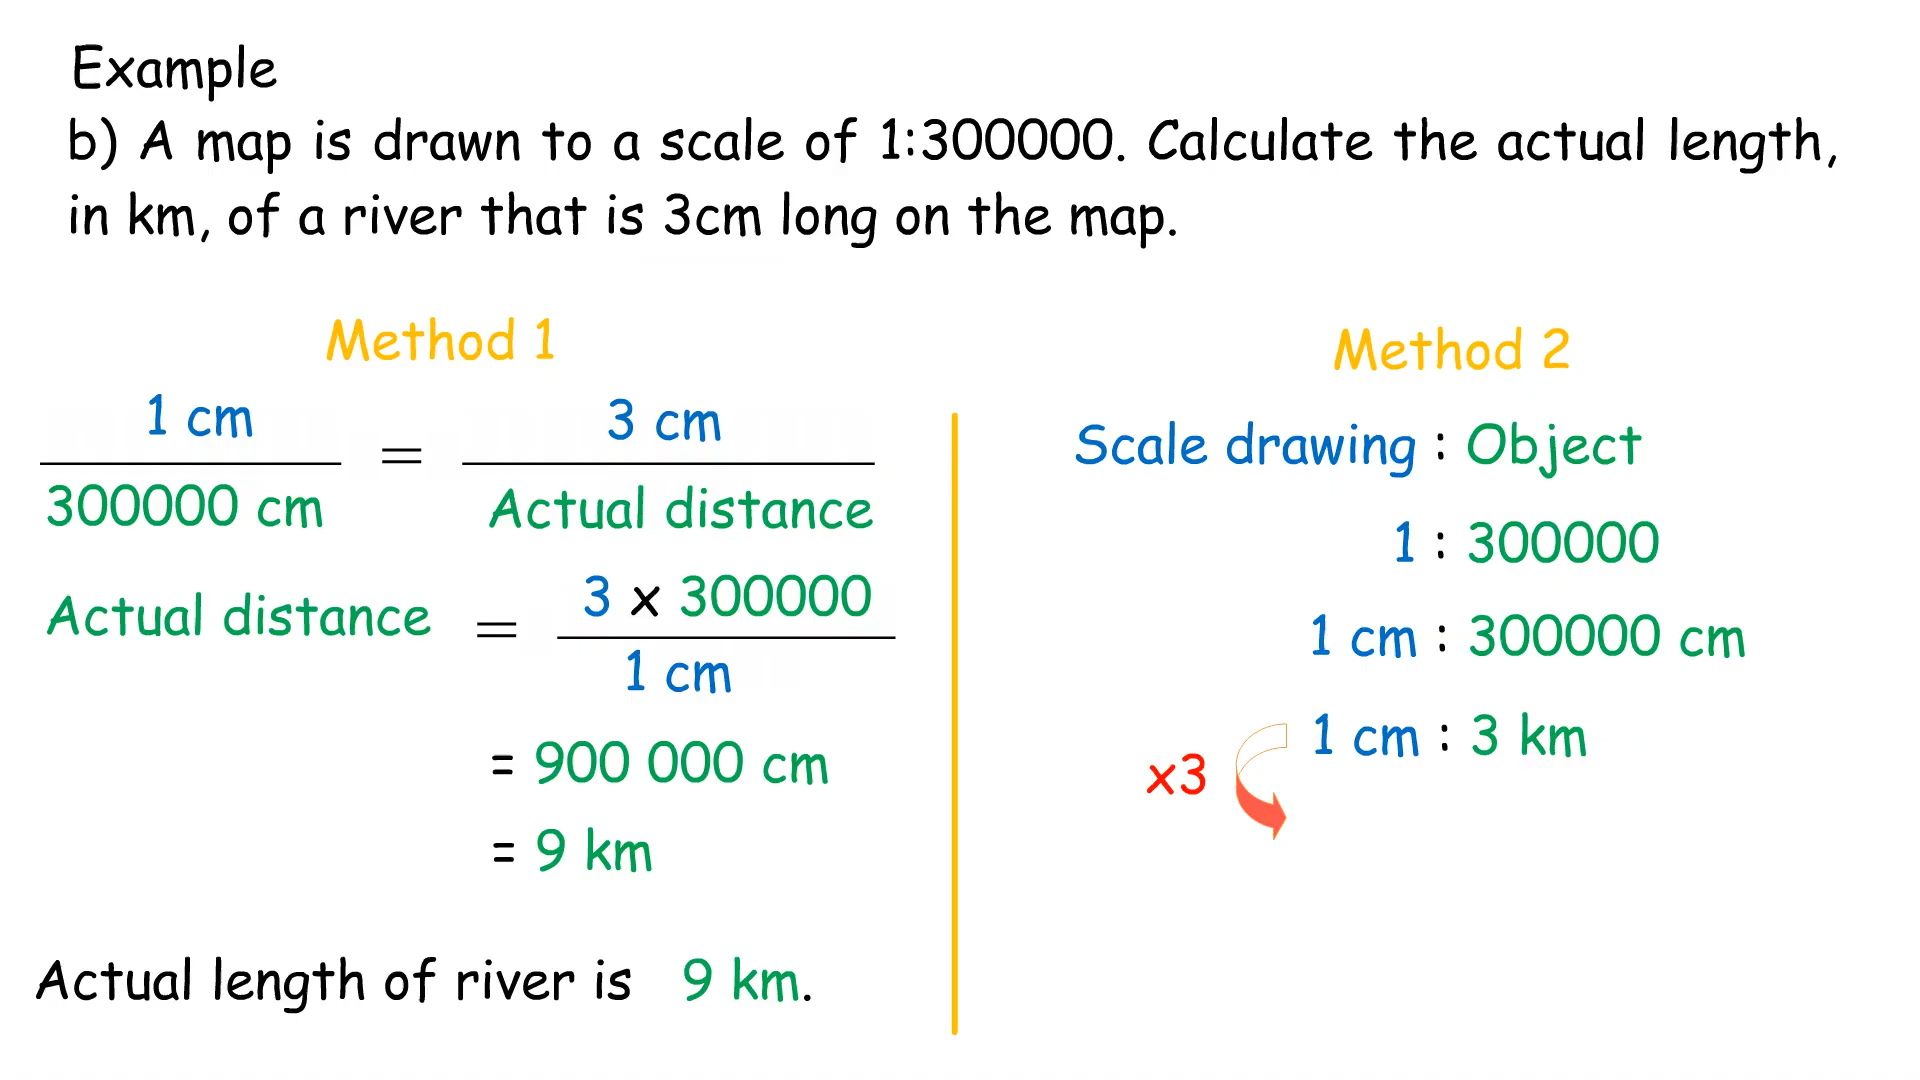 Example
b) A map is drawn to a scale of 1:300000. Calculate the actual length,
in km, of a river that is 3cm long on the map.
Method 1
1 cm = 3 cm
300000 cm Actual distance
Actual distance = 3 x 300000
1 cm
= 900 000 cm
= 9 km
Actual length of river is 9 km.
Method 2
Scale drawing : Object
1 : 300000
1 cm : 300000 cm
1 cm : 3 km
x3